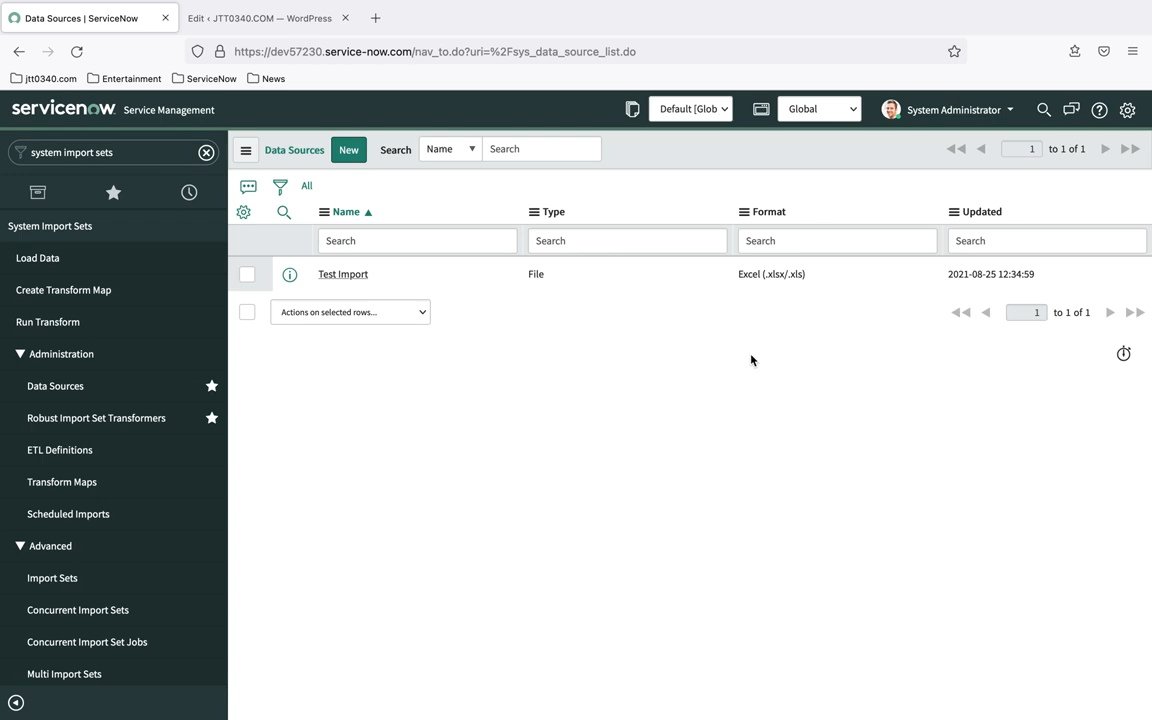 Data Sources | ServiceNow
Edit ‹ JTT0340.COM — WordPress
https://dev57230.service-now.com/nav_to.do?uri=%2Fsys_data_source_list.do
jtt0340.com Entertainment ServiceNow News
servicenow Service Management
Default [Glob Global System Administrator
system import sets
Data Sources New Search Name Search 1 to 1 of 1
All
Name Type Format Updated
Search Search Search Search
Test Import File Excel (.xlsx/.xls) 2021-08-25 12:34:59
Actions on selected rows... 1 to 1 of 1
System Import Sets
Load Data
Create Transform Map
Run Transform
Administration
Data Sources
Robust Import Set Transformers
ETL Definitions
Transform Maps
Scheduled Imports
Advanced
Import Sets
Concurrent Import Sets
Concurrent Import Set Jobs
Multi Import Sets